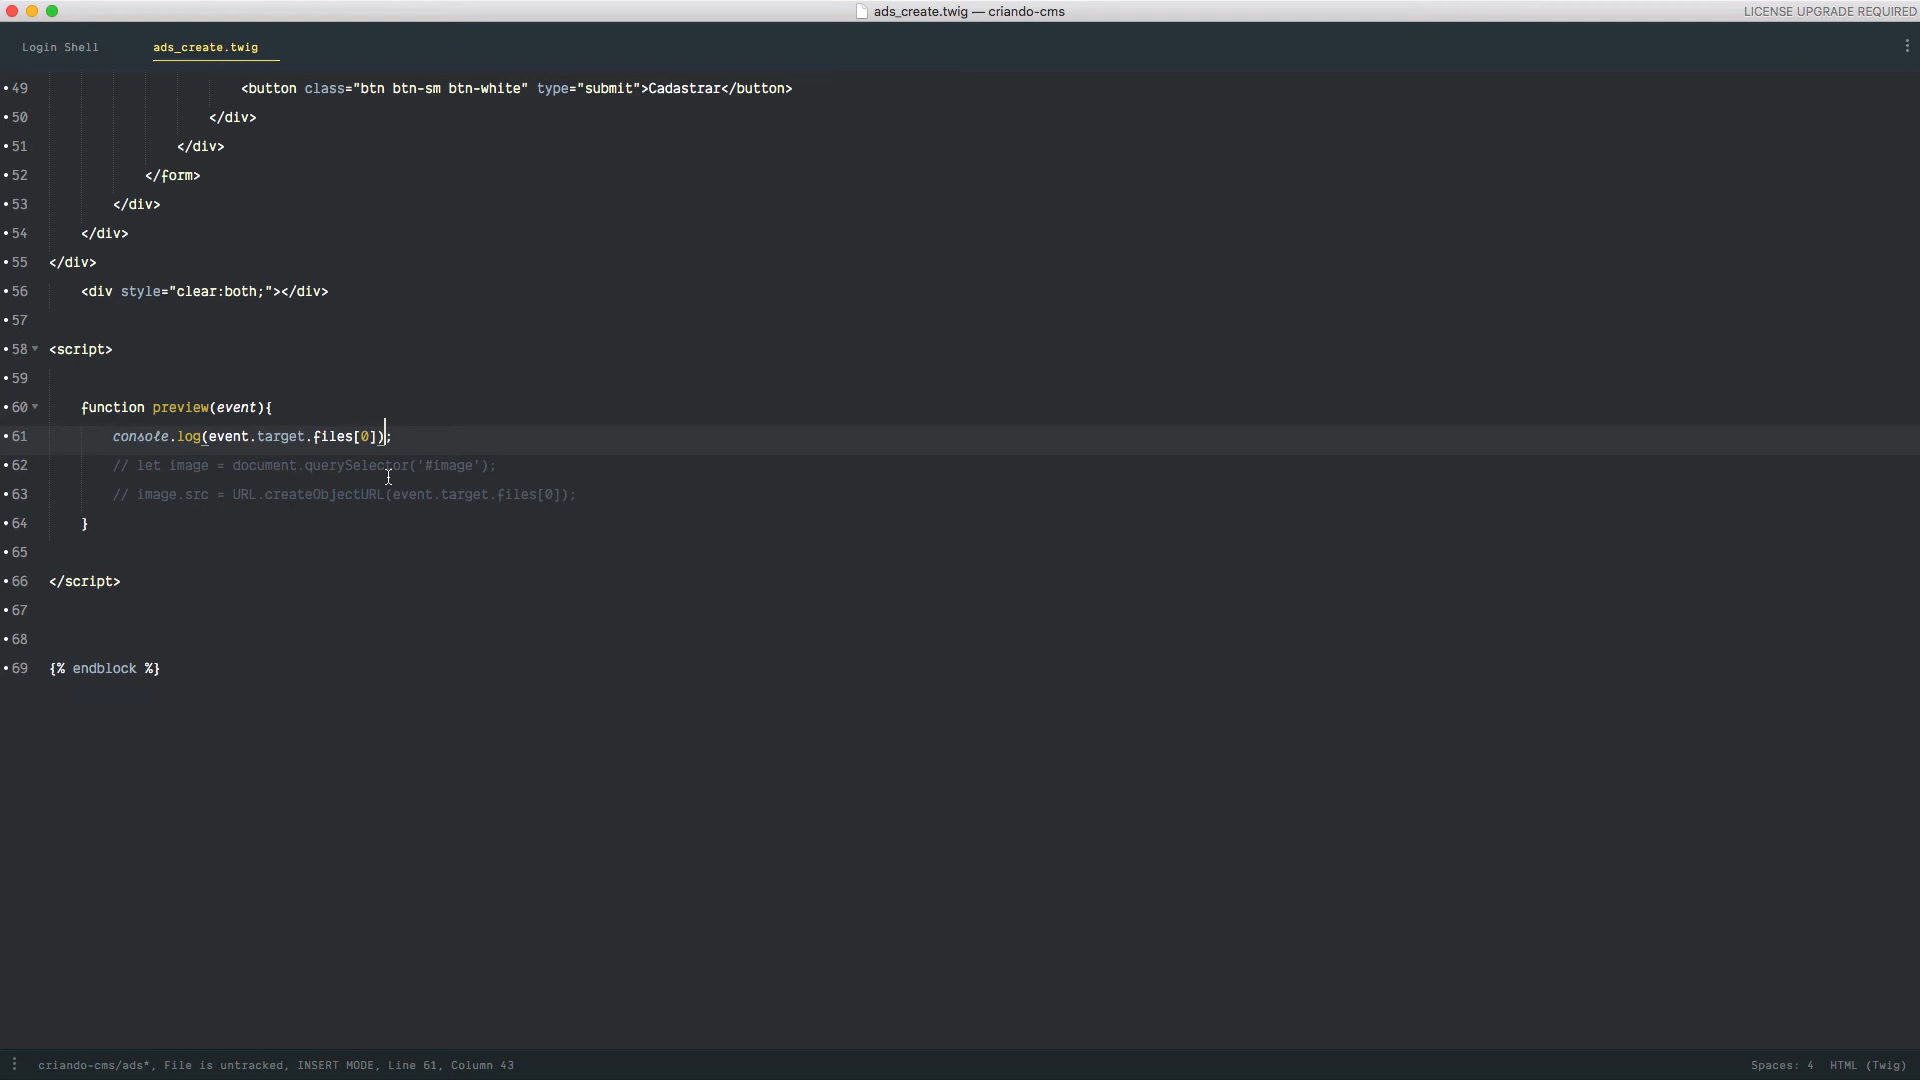 ads_create.twig — criando-cms
LICENSE UPGRADE REQUIRED
Login Shell
ads_create.twig
49 <button class="btn btn-sm btn-white" type="submit">Cadastrar</button>
50 </div>
51 </div>
52 </form>
53 </div>
54 </div>
55 </div>
56 <div style="clear:both;"></div>
57
58 <script>
59
60 function preview(event){
61 console.log(event.target.files[0]);
62 // let image = document.querySelector('#image');
63 // image.src = URL.createObjectURL(event.target.files[0]);
64 }
65
66 </script>
67
68
69 {% endblock %}
criando-cms/ads*, File is untracked, INSERT MODE, Line 61, Column 43
Spaces: 4
HTML (Twig)